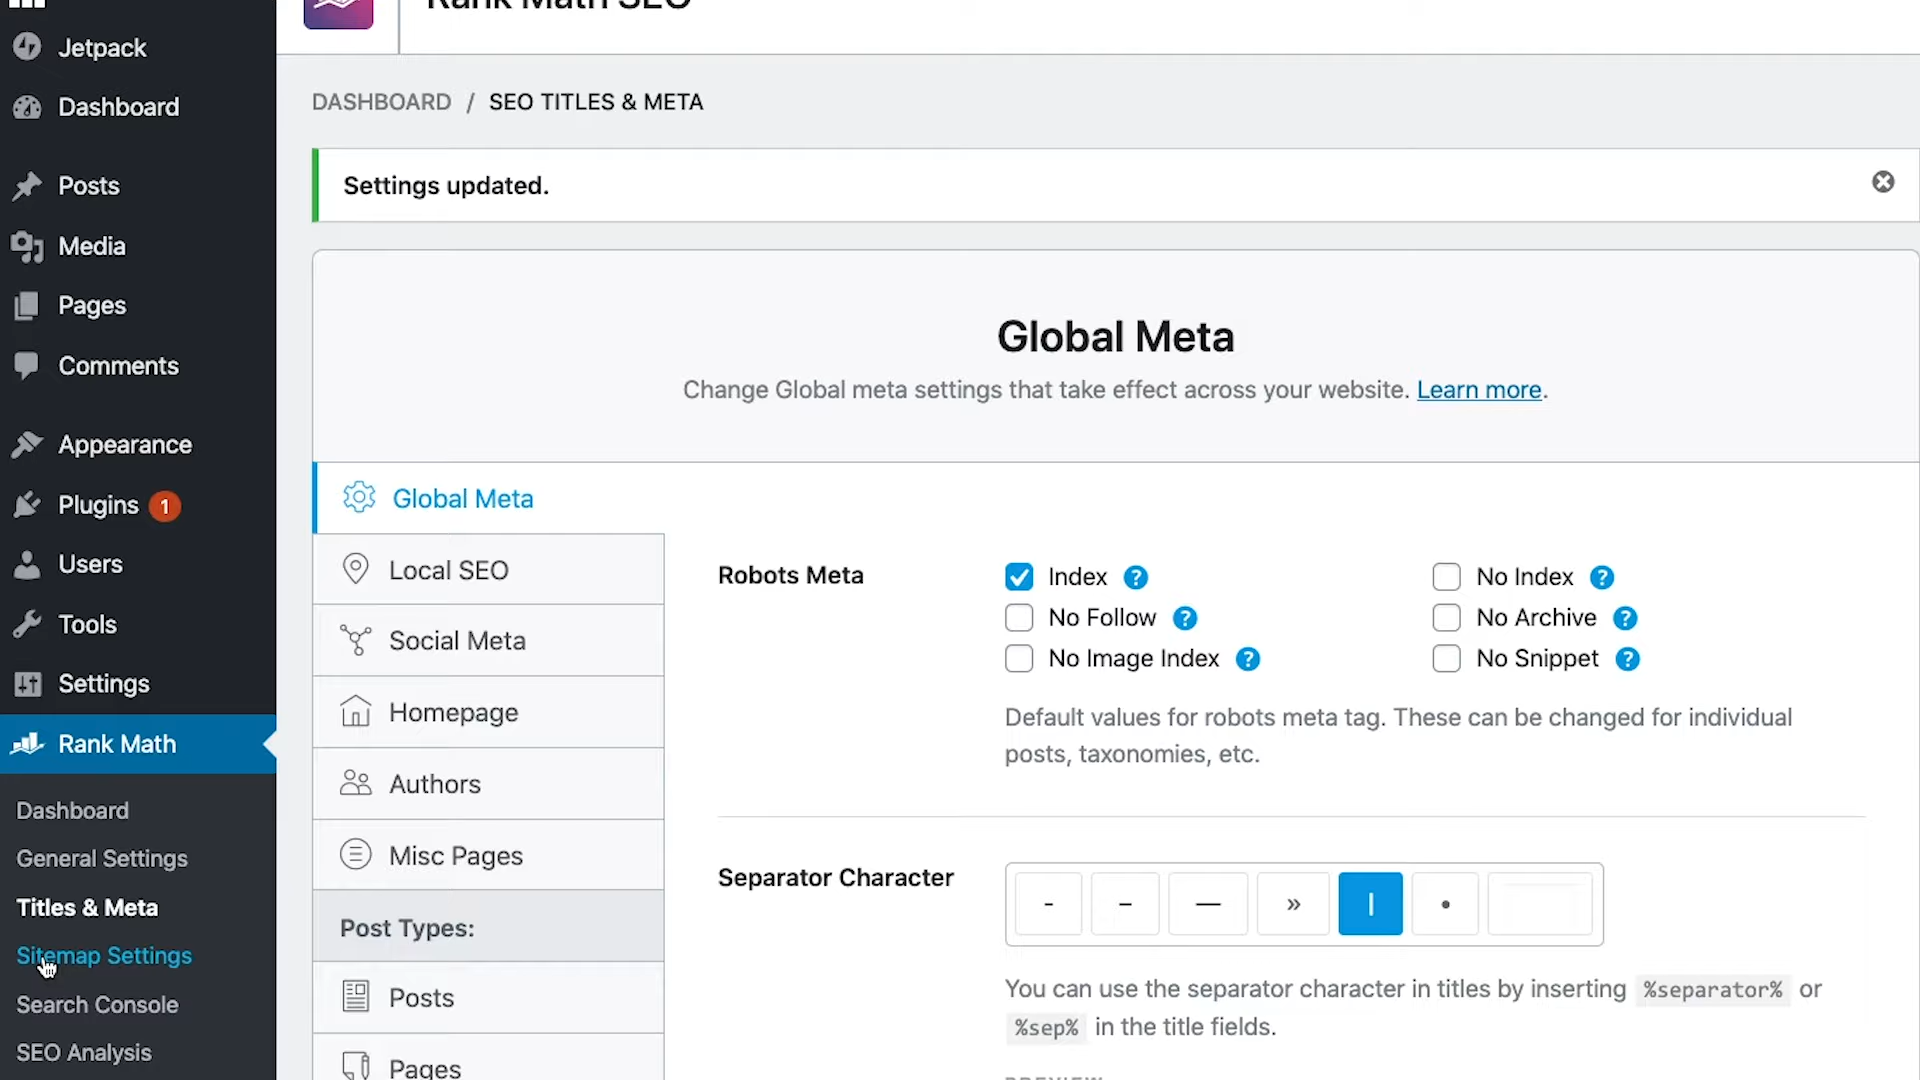 Rank Math SEO
Jetpack
Dashboard
Posts
Media
Pages
Comments
Appearance
Plugins 1
Users
Tools
Settings
Rank Math
Dashboard
General Settings
Titles & Meta
Sitemap Settings
Search Console
SEO Analysis
DASHBOARD / SEO TITLES & META
Settings updated.
Global Meta
Change Global meta settings that take effect across your website. Learn more.
Global Meta
Local SEO
Social Meta
Homepage
Authors
Misc Pages
Post Types:
Posts
Pages
Robots Meta
Index ?
No Index ?
No Follow ?
No Archive ?
No Image Index ?
No Snippet ?
Default values for robots meta tag. These can be changed for individual
posts, taxonomies, etc.
Separator Character
- – — » | •
You can use the separator character in titles by inserting %separator% or
%sep% in the title fields.
PREVIEW